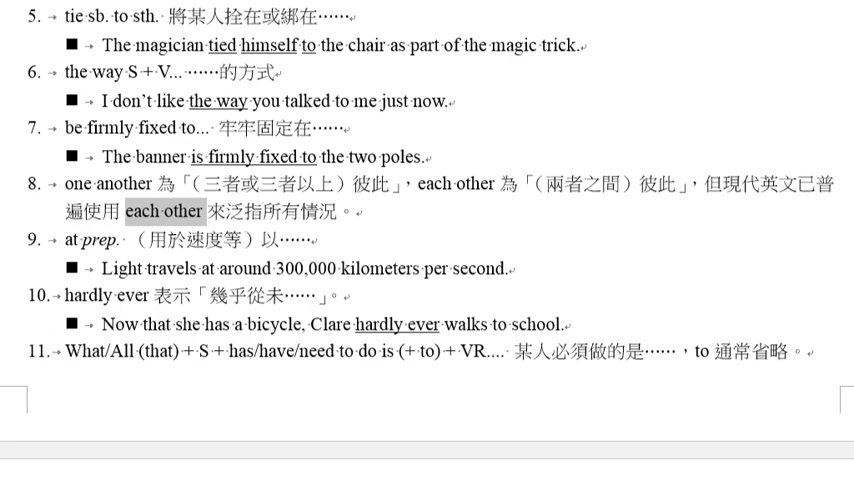 5. tie sb. to sth. 將某人拴在或綁在⋯⋯
■ The magician tied himself to the chair as part of the magic trick.
6. the way S + V... ⋯⋯的方式
■ I don't like the way you talked to me just now.
7. be firmly fixed to... 牢牢固定在⋯⋯
■ The banner is firmly fixed to the two poles.
8. one another 為「（三者或三者以上）彼此」，each other 為「（兩者之間）彼此」，但現代英文已普
遍使用 each other 來泛指所有情況。
9. at prep. （用於速度等）以⋯⋯
■ Light travels at around 300,000 kilometers per second.
10. hardly ever 表示「幾乎從未⋯⋯」。
■ Now that she has a bicycle, Clare hardly ever walks to school.
11. What/All (that) + S + has/have/need to do is (+ to) + VR.... 某人必須做的是⋯⋯，to 通常省略。